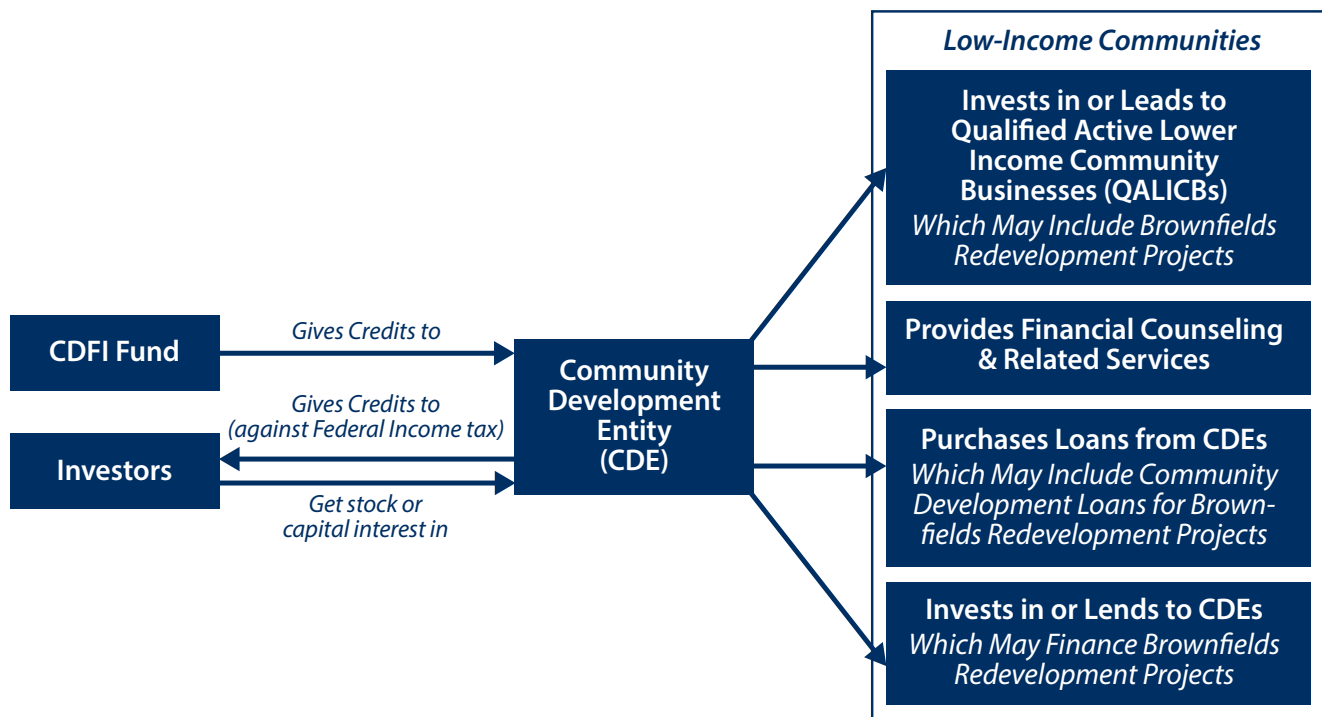 Low-Income Communities
Invests in or Leads to
Qualified Active Lower
Income Community
Businesses (QALICBs)
Which May Include Brownfields
Redevelopment Projects
CDFI Fund
Gives Credits to
Provides Financial Counseling
& Related Services
Community
Development
Entity
(CDE)
Gives Credits to
(against Federal Income tax)
Investors
Get stock or
capital interest in
Purchases Loans from CDEs
Which May Include Community
Development Loans for Brown-
fields Redevelopment Projects
Invests in or Lends to CDEs
Which May Finance Brownfields
Redevelopment Projects